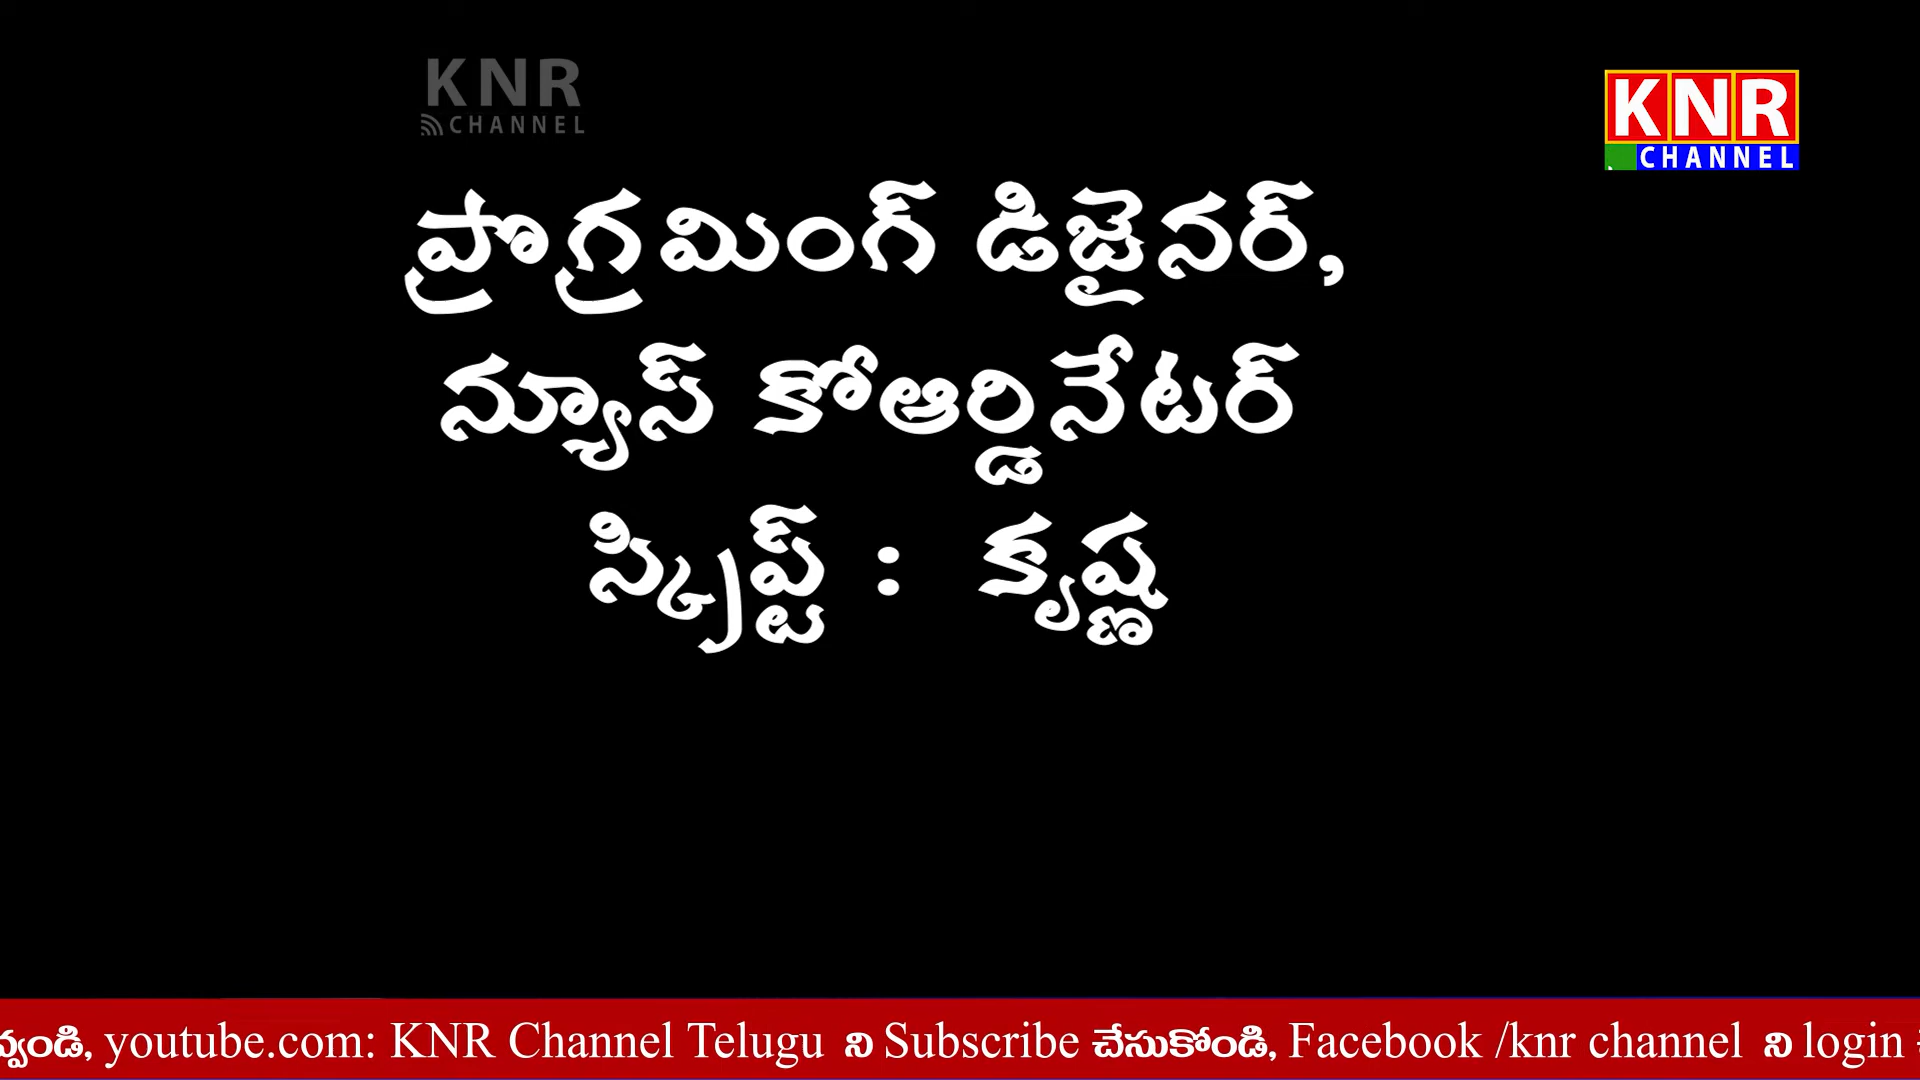 KNR
CHANNEL
KNR
CHANNEL
ప్రొగ్రమింగ్ డిజైనర్,
న్యూస్ కోఆర్డినేటర్
స్క్రిప్ట్ : కృష్ణ
youtube.com: KNR Channel Telugu ని Subscribe చేసుకోండి, Facebook /knr channel ని login